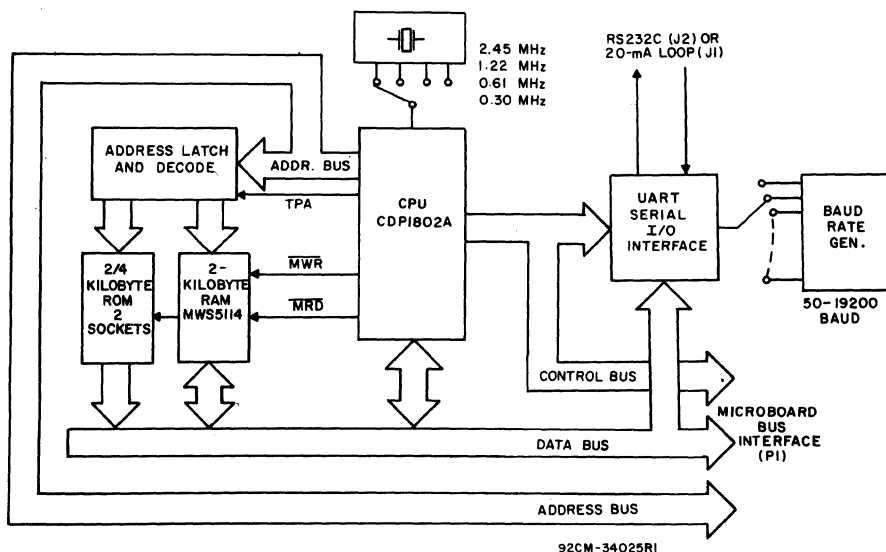 2.45 MHz
1.22 MHz
0.61 MHz
0.30 MHz
RS232C (J2) OR
20-mA LOOP (J1)
ADDRESS LATCH
AND DECODE
ADDR. BUS
TPA
CPU
CDP1802A
UART
SERIAL
I/O
INTERFACE
BAUD
RATE
GEN.
50-19200
BAUD
2/4
KILOBYTE
ROM
2
SOCKETS
2-
KILOBYTE
RAM
MWS5114
MWR
MRD
CONTROL BUS
MICROBOARD
BUS
INTERFACE
(P1)
DATA BUS
ADDRESS BUS
92CM-34025R1